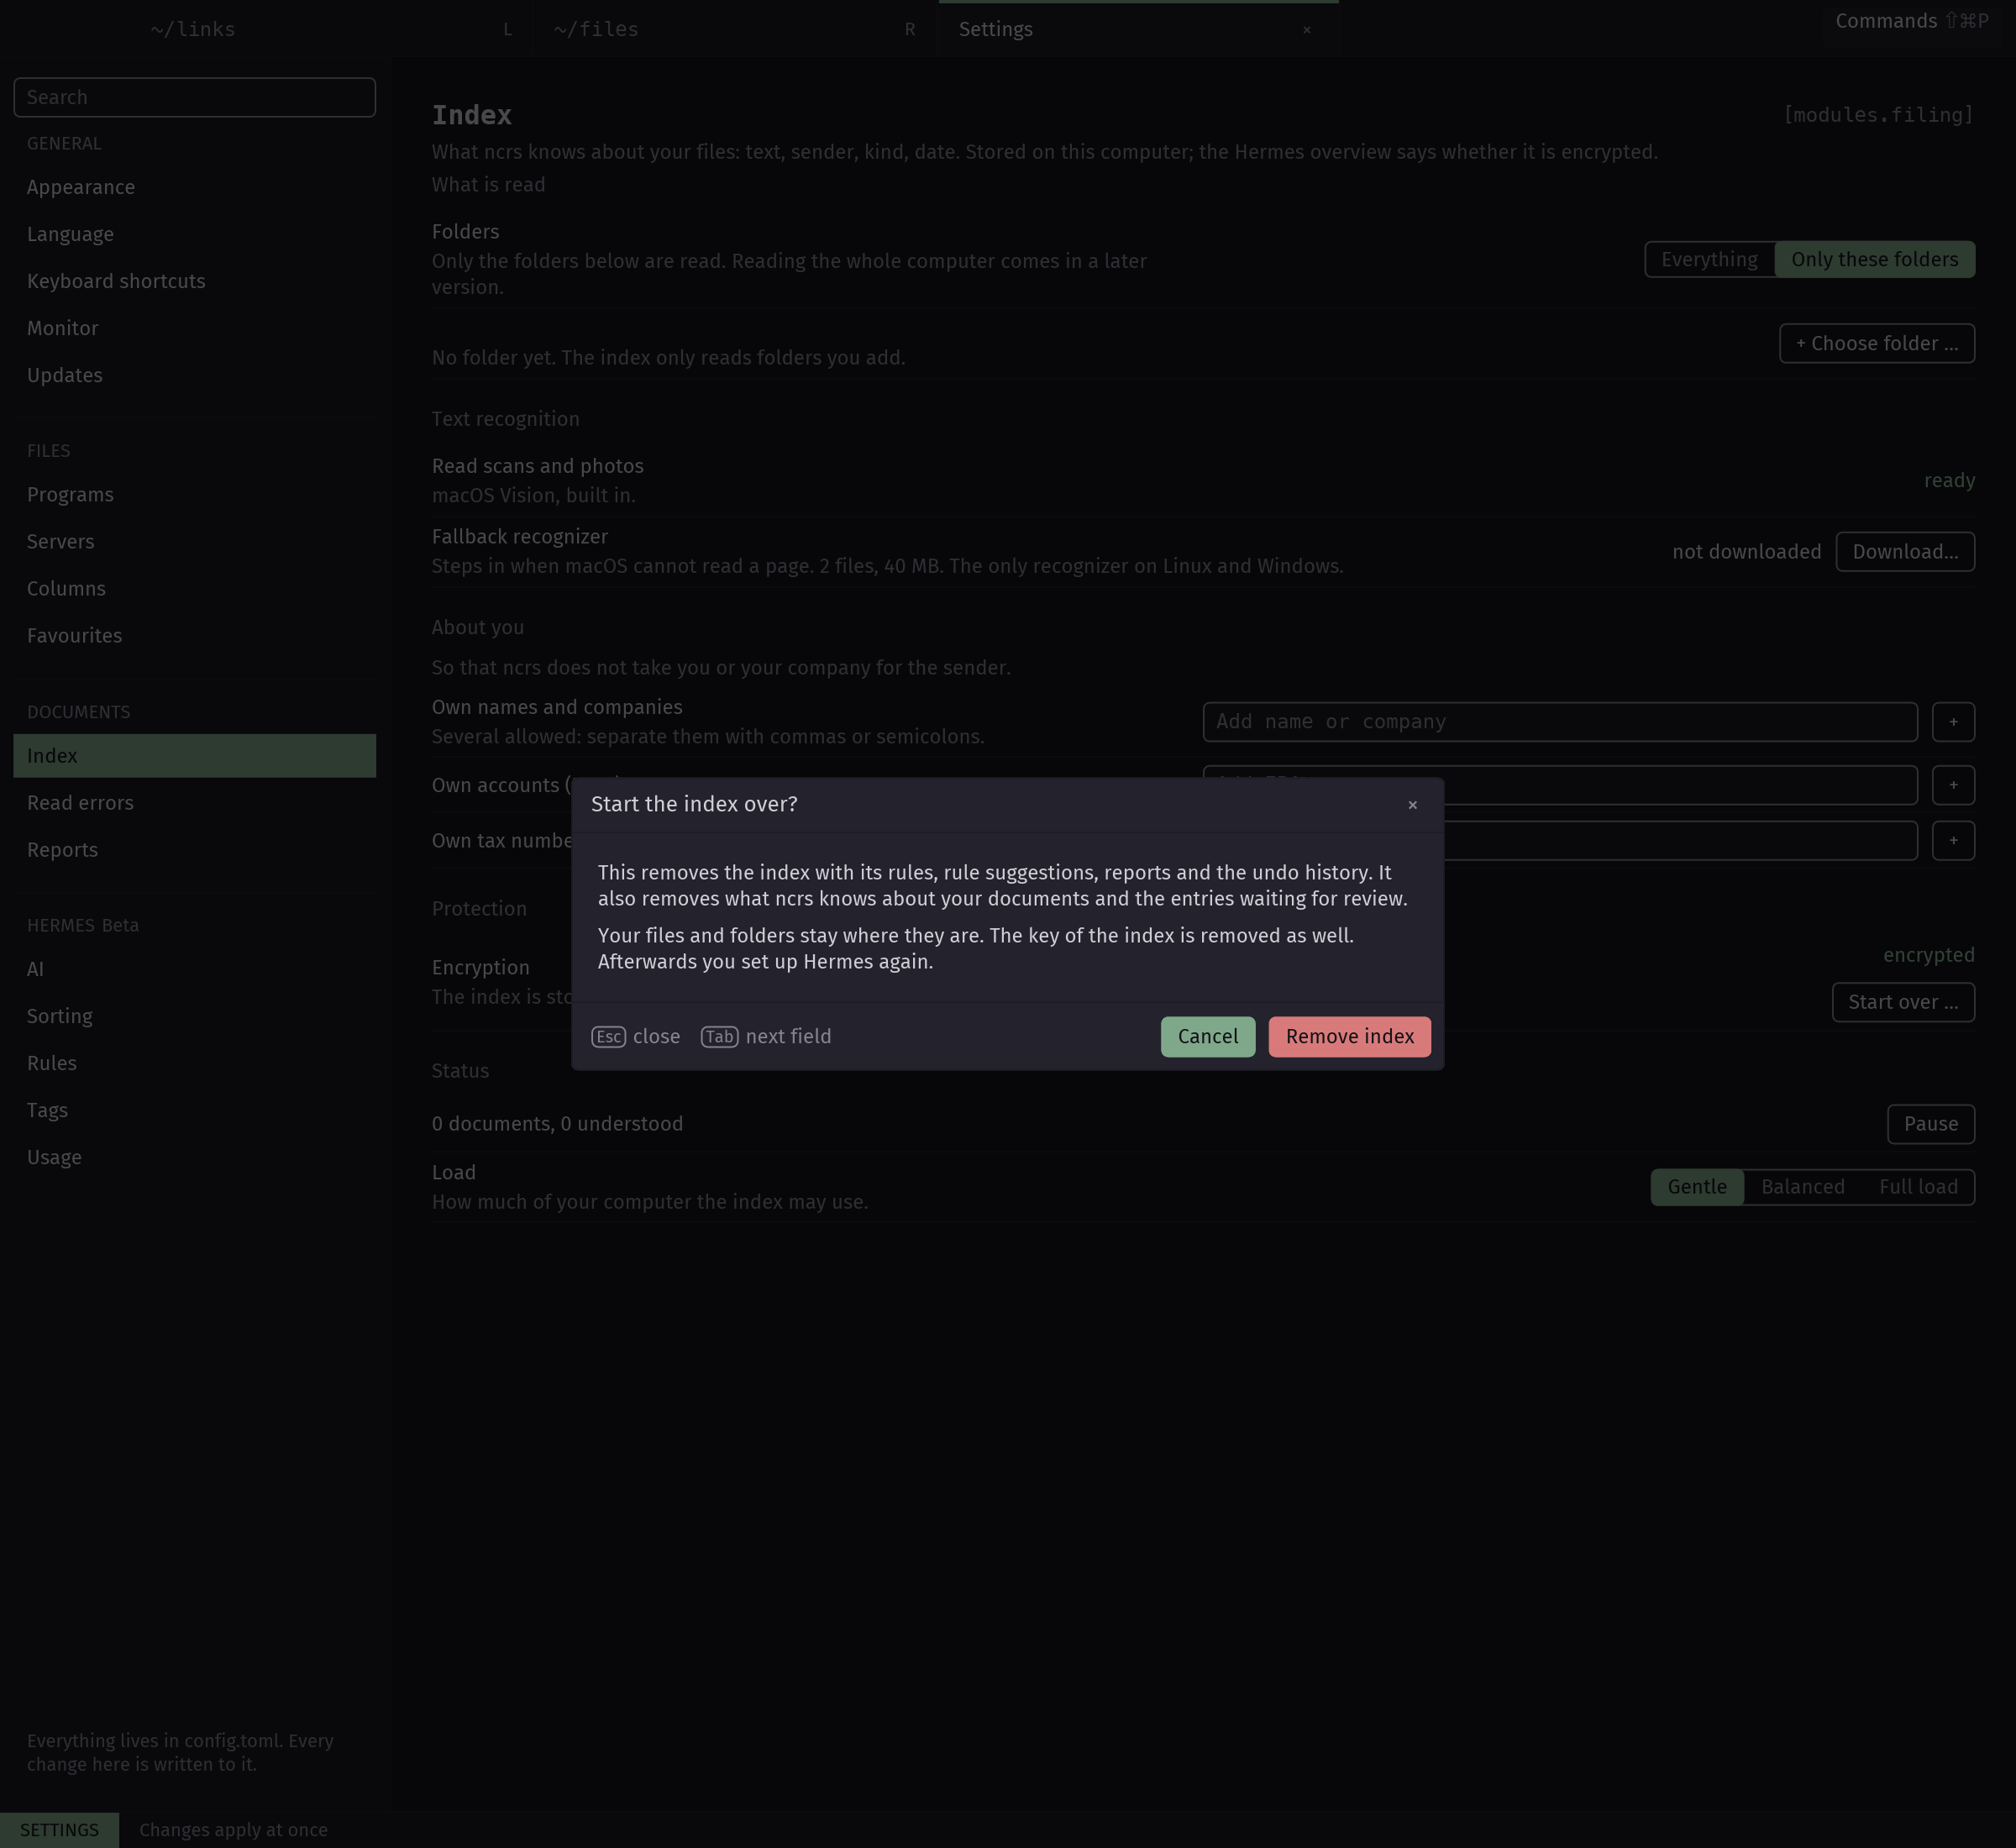 ~/links L ~/files R Settings × Commands ⇧⌘P
Search
GENERAL
Appearance
Language
Keyboard shortcuts
Monitor
Updates
FILES
Programs
Servers
Columns
Favourites
DOCUMENTS
Index
Read errors
Reports
HERMES Beta
AI
Sorting
Rules
Tags
Usage
Everything lives in config.toml. Every
change here is written to it.
Index [modules.filing]
What ncrs knows about your files: text, sender, kind, date. Stored on this computer; the Hermes overview says whether it is encrypted.
What is read
Folders
Only the folders below are read. Reading the whole computer comes in a later
version.
Everything Only these folders
No folder yet. The index only reads folders you add.
+ Choose folder ...
Text recognition
Read scans and photos
macOS Vision, built in.
ready
Fallback recognizer
Steps in when macOS cannot read a page. 2 files, 40 MB. The only recognizer on Linux and Windows.
not downloaded Download...
About you
So that ncrs does not take you or your company for the sender.
Own names and companies
Several allowed: separate them with commas or semicolons.
Add name or company +
Own accounts ( +
Own tax numbe +
Start the index over? ×
This removes the index with its rules, rule suggestions, reports and the undo history. It
also removes what ncrs knows about your documents and the entries waiting for review.
Your files and folders stay where they are. The key of the index is removed as well.
Afterwards you set up Hermes again.
Esc close Tab next field Cancel Remove index
Protection
Encryption
The index is sto
encrypted
Start over ...
Status
0 documents, 0 understood Pause
Load
How much of your computer the index may use.
Gentle Balanced Full load
SETTINGS Changes apply at once